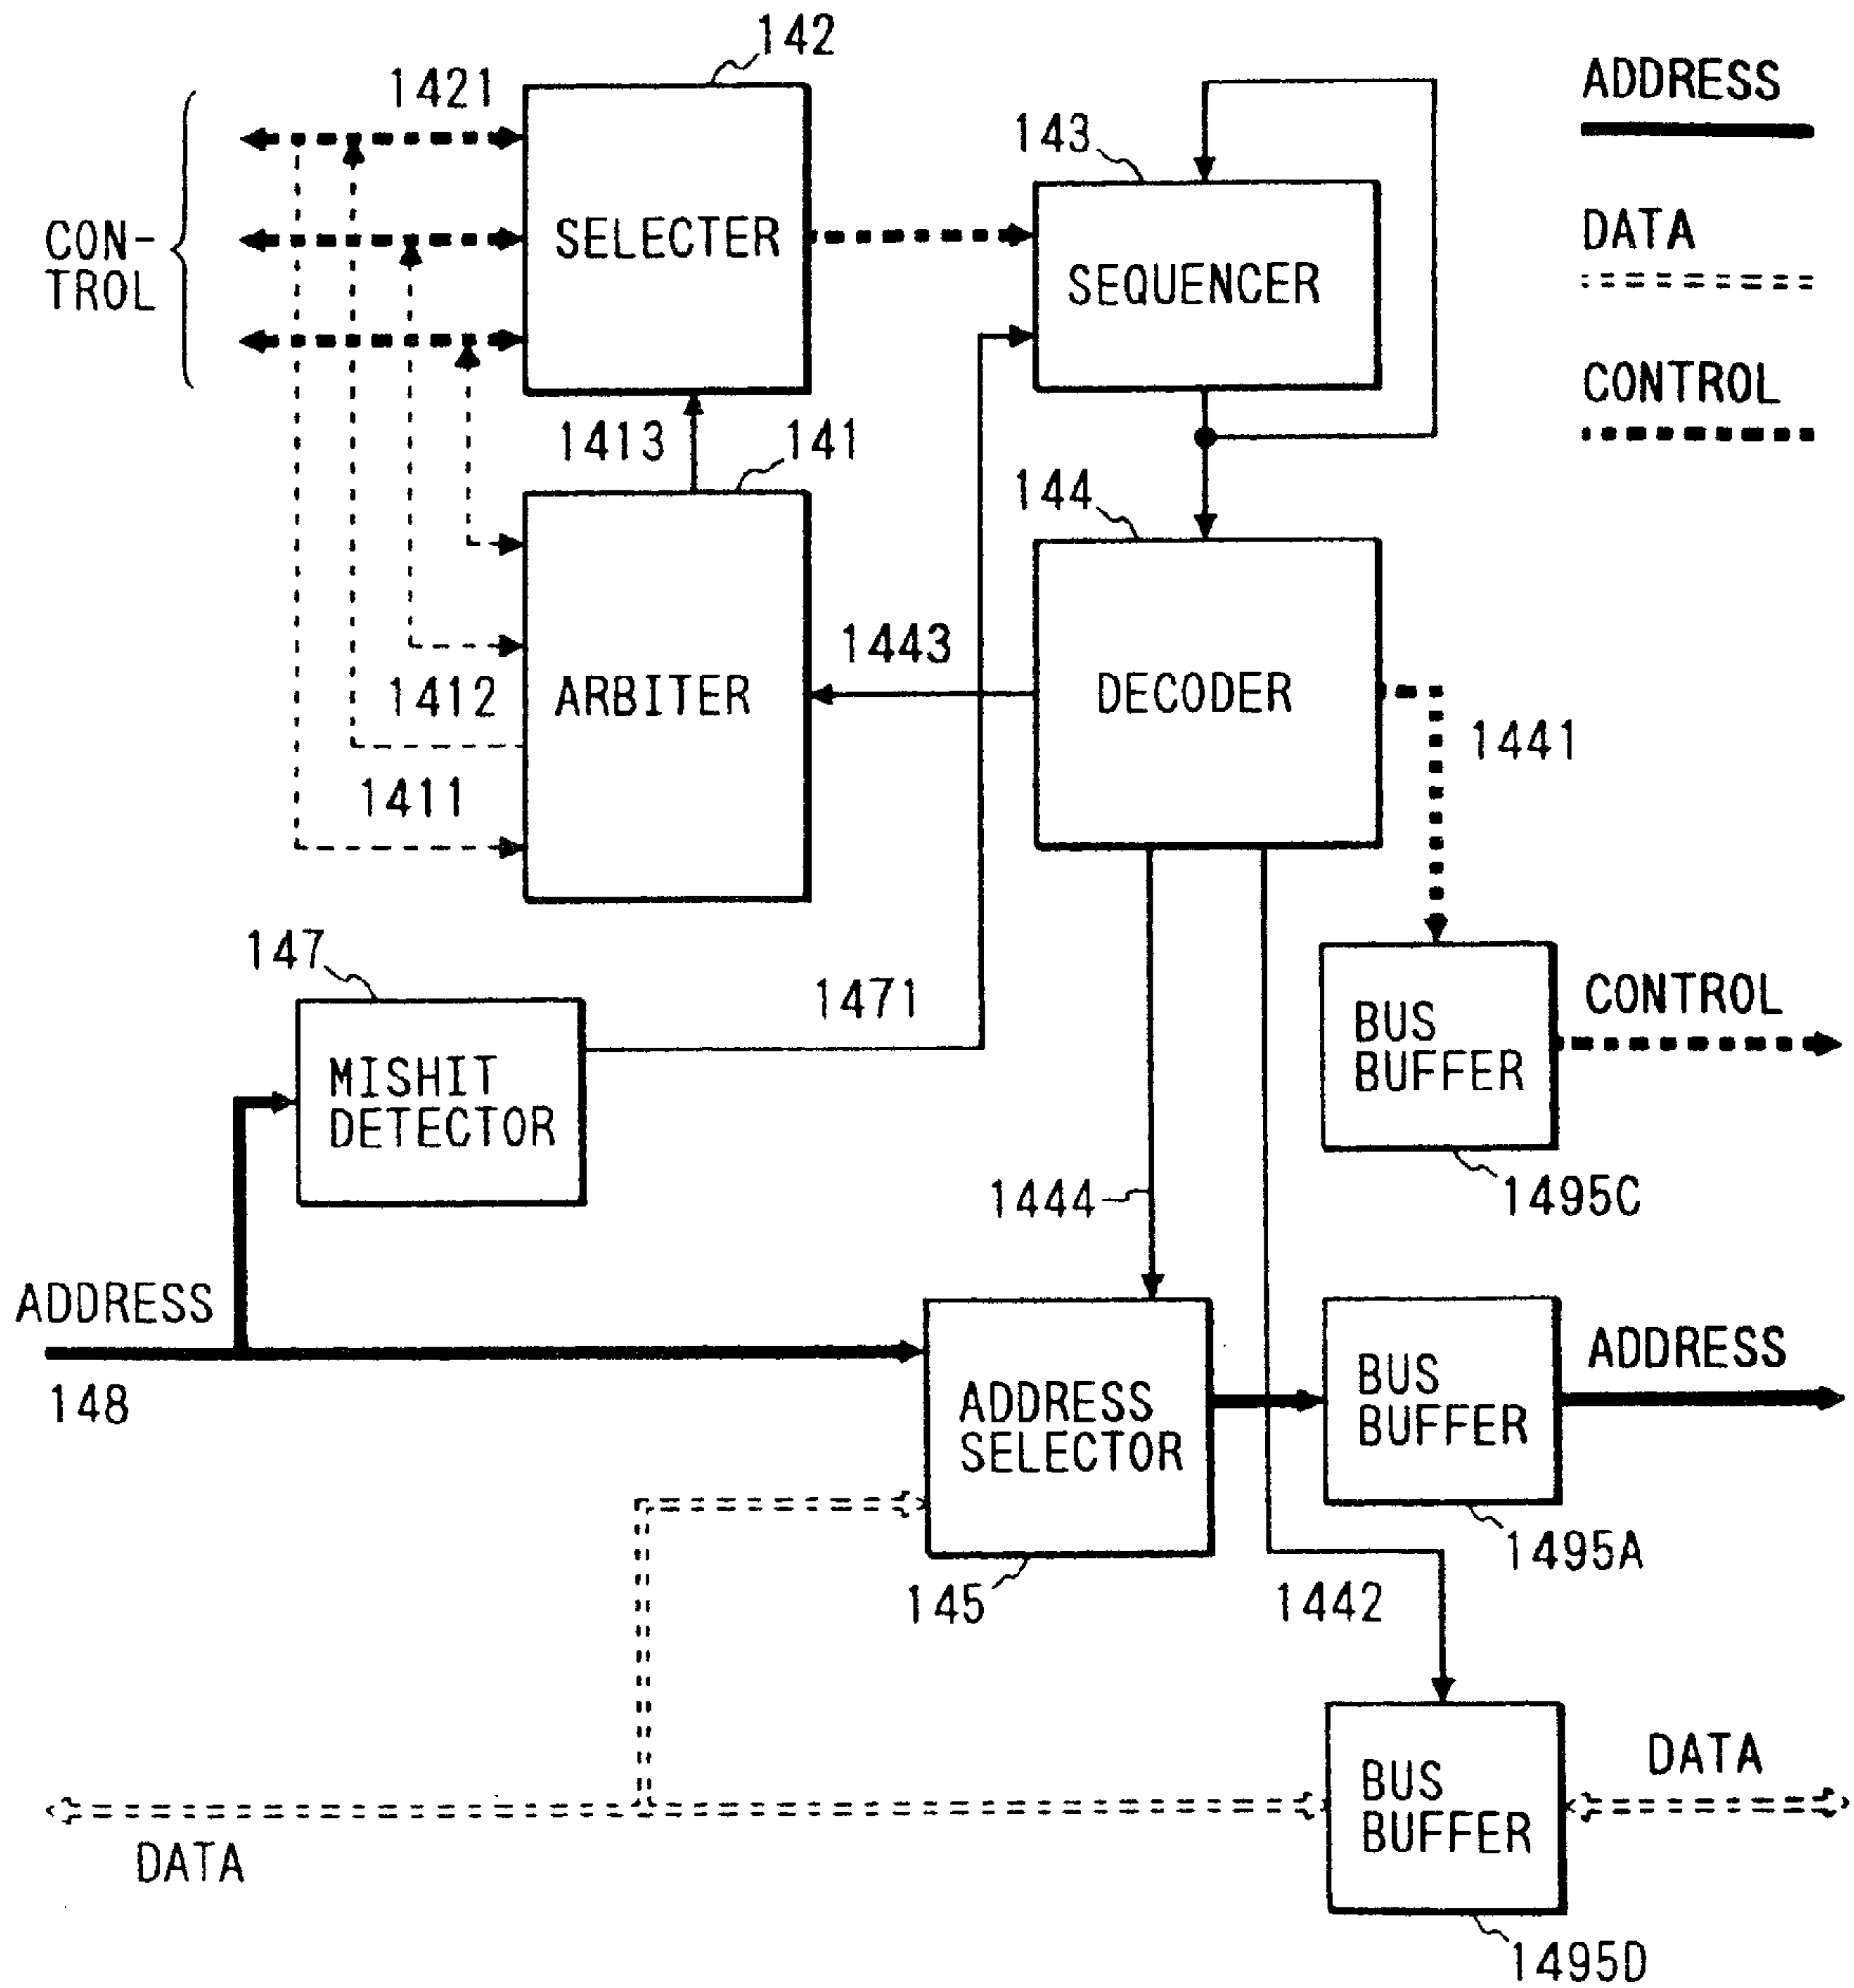 142
1421
ADDRESS
143
CON-
TROL
SELECTER
SEQUENCER
DATA
CONTROL
1413
141
144
1443
1412
ARBITER
DECODER
1441
1411
147
1471
MISHIT
DETECTOR
BUS
BUFFER
CONTROL
1444
1495C
ADDRESS
148
ADDRESS
SELECTOR
BUS
BUFFER
ADDRESS
145
1442
1495A
DATA
BUS
BUFFER
DATA
1495D